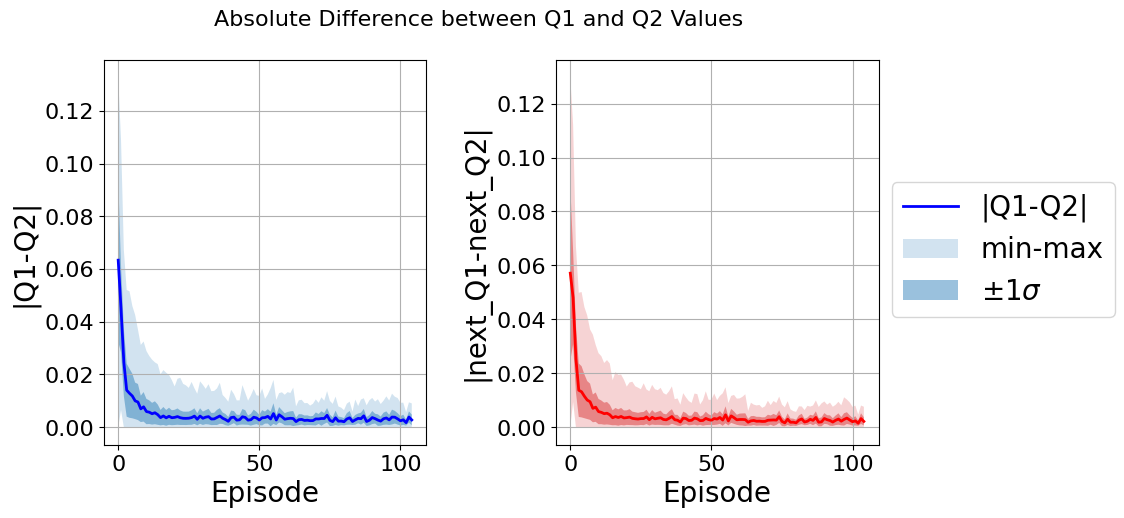 Absolute Difference between Q1 and Q2 Values
|Q1-Q2|
0.12
0.10
0.08
0.06
0.04
0.02
0.00
0
50
100
Episode
|next_Q1-next_Q2|
0.12
0.10
0.08
0.06
0.04
0.02
0.00
0
50
100
Episode
|Q1-Q2|
min-max
±1σ